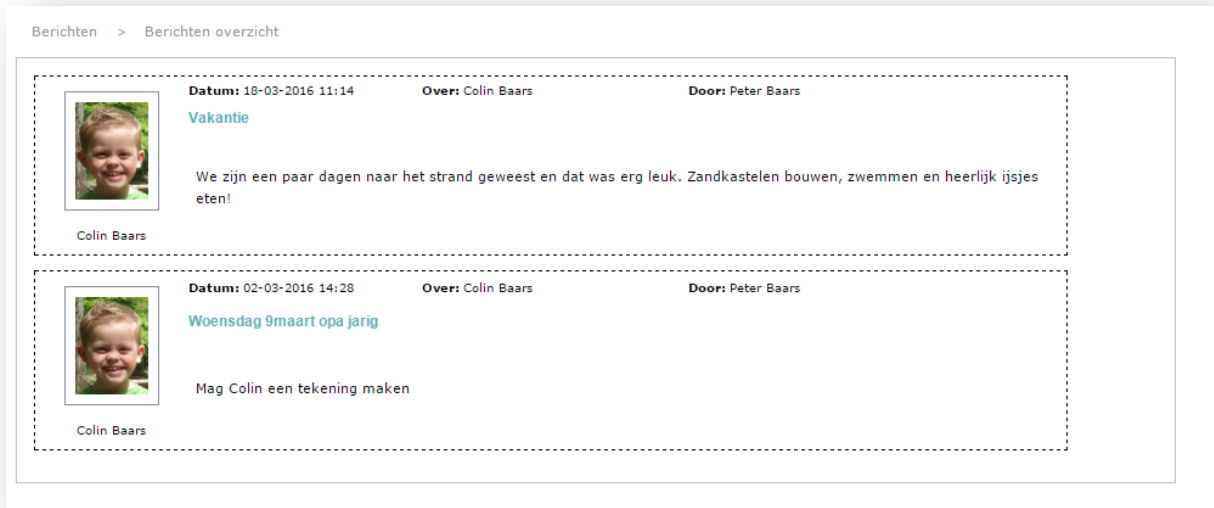 Berichten > Berichten overzicht
Datum: 18-03-2016 11:14 Over: Colin Baars Door: Peter Baars
Vakantie
We zijn een paar dagen naar het strand geweest en dat was erg leuk. Zandkastelen bouwen, zwemmen en heerlijk ijsjes
eten!
Colin Baars
Datum: 02-03-2016 14:28 Over: Colin Baars Door: Peter Baars
Woensdag 9maart opa jarig
Mag Colin een tekening maken
Colin Baars